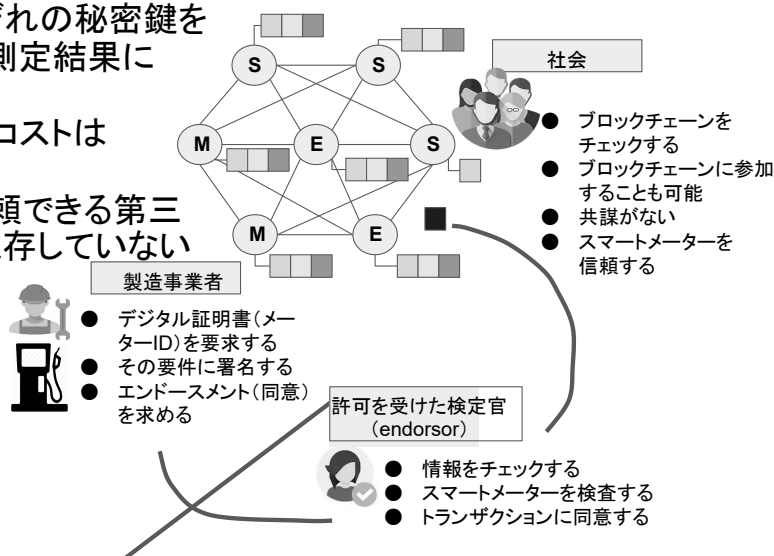 ぞれの秘密鍵を
測定結果に
コストは
頼できる第三
存していない
S
S
M
E
S
M
E
社会
● ブロックチェーンを
チェックする
● ブロックチェーンに参加
することも可能
● 共謀がない
● スマートメーターを
信頼する
製造事業者
● デジタル証明書（メー
ターID）を要求する
● その要件に署名する
● エンドースメント（同意）
を求める
許可を受けた検定官
（endorsor）
● 情報をチェックする
● スマートメーターを検査する
● トランザクションに同意する